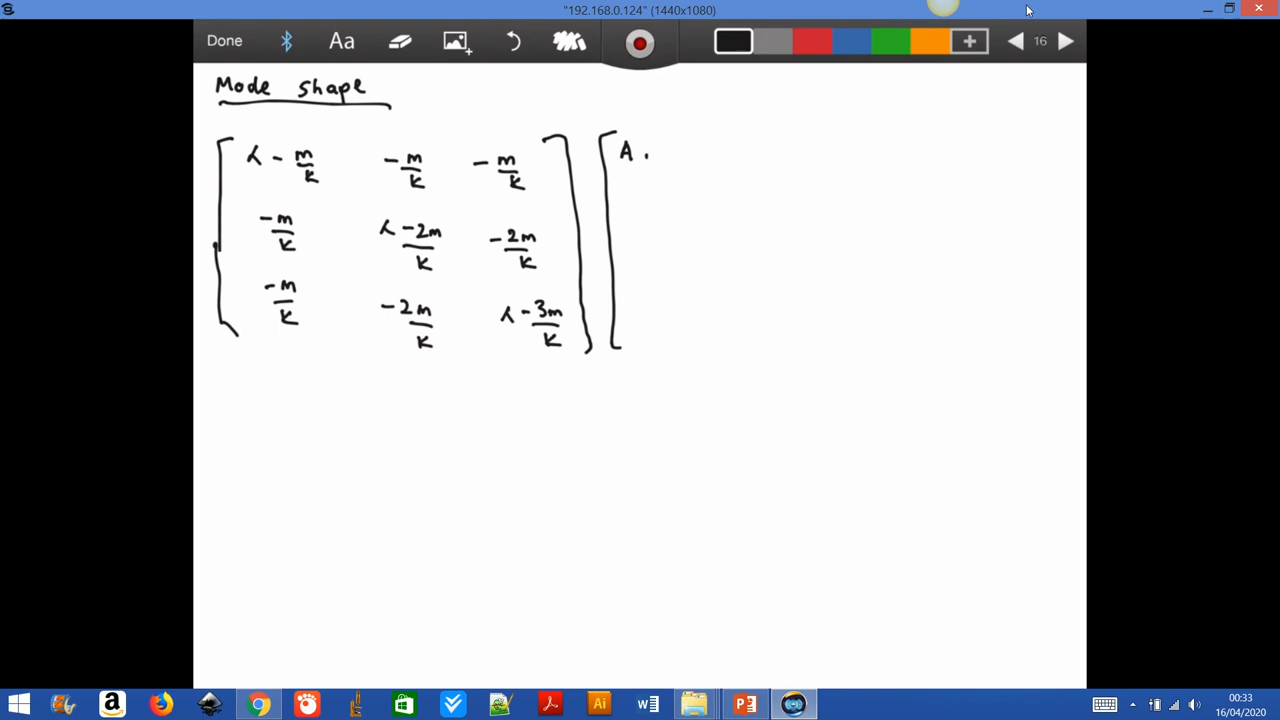 "192.168.0.124" (1440x1080)
Done Aa 16
Mode shape
λ - m/k   -m/k   -m/k   A
-m/k   λ - 2m/k   -2m/k
-m/k   -2m/k   λ - 3m/k
00:33
16/04/2020